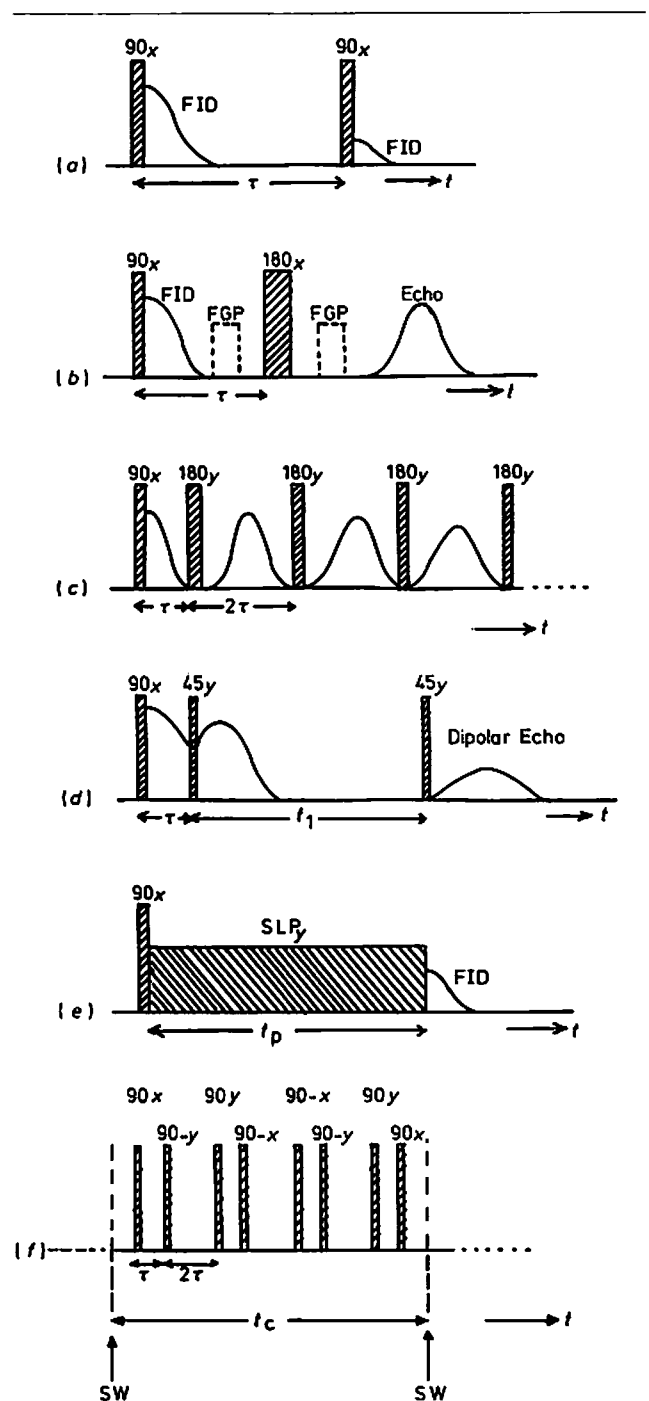 90x 90x
FID
FID
(a)
τ t
90x 180x
FID FGP FGP Echo
(b)
τ t
90x 180y 180y 180y 180y
(c)
τ 2τ
t
90x 45y 45y
Dipolar Echo
(d)
τ t1 t
90x
SLPy
FID
(e)
tp t
90x 90y 90-x 90y
90-y 90-x 90-y 90x
(f)
τ 2τ
tc t
SW SW